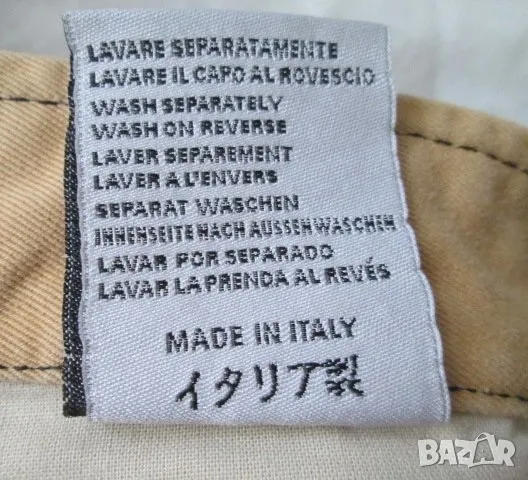 LAVARE SEPARATAMENTE
LAVARE IL CAPO AL ROVESCIO
WASH SEPARATELY
WASH ON REVERSE
LAVER SEPAREMENT
LAVER A L'ENVERS
SEPARAT WASCHEN
INNENSEITE NACH AUSSEN WASCHEN
LAVAR POR SEPARADO
LAVAR LA PRENDA AL REVÉS
MADE IN ITALY
イタリア製
BAZAR